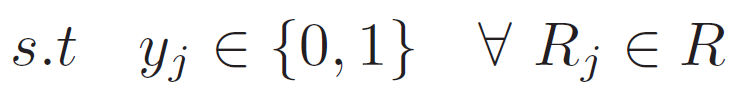 s.t y_j ∈ {0, 1} ∀ R_j ∈ R